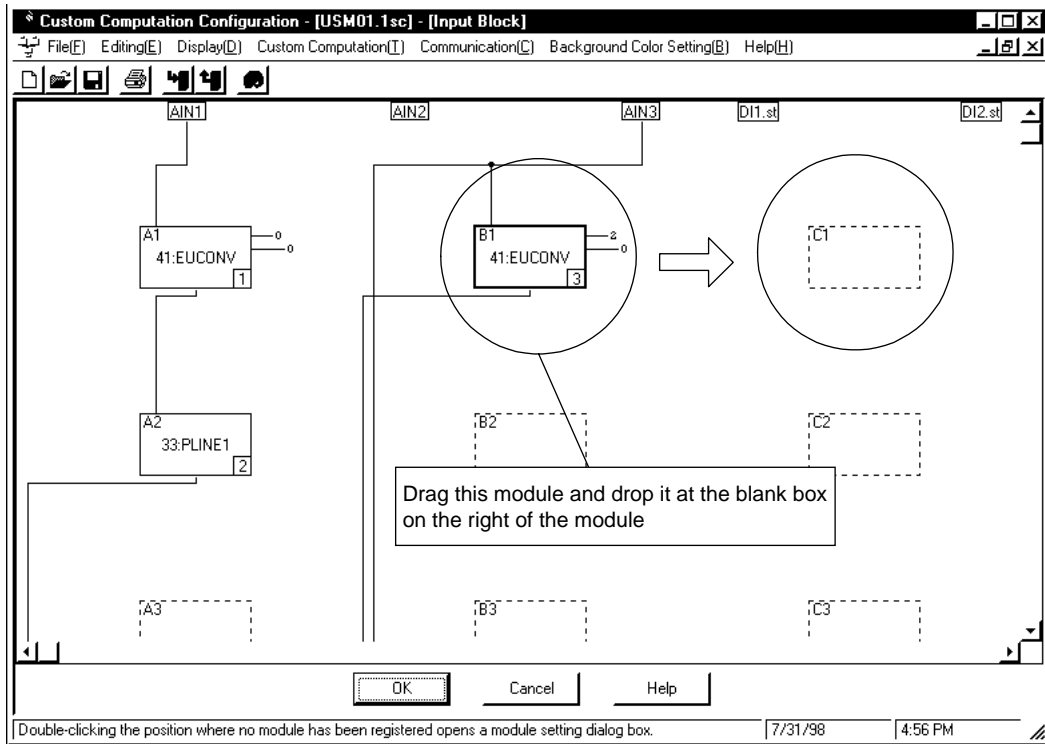 Custom Computation Configuration - [USM01.1sc] - [Input Block]
File(F) Editing(E) Display(D) Custom Computation(T) Communication(C) Background Color Setting(B) Help(H)
AIN1 AIN2 AIN3 DI1.st DI2.st
A1 0
41:EUCONV 0
1
B1 2
41:EUCONV 0
3
C1
A2
33:PLINE1
2
B2
C2
Drag this module and drop it at the blank box
on the right of the module
A3
B3
C3
OK Cancel Help
Double-clicking the position where no module has been registered opens a module setting dialog box. 7/31/98 4:56 PM